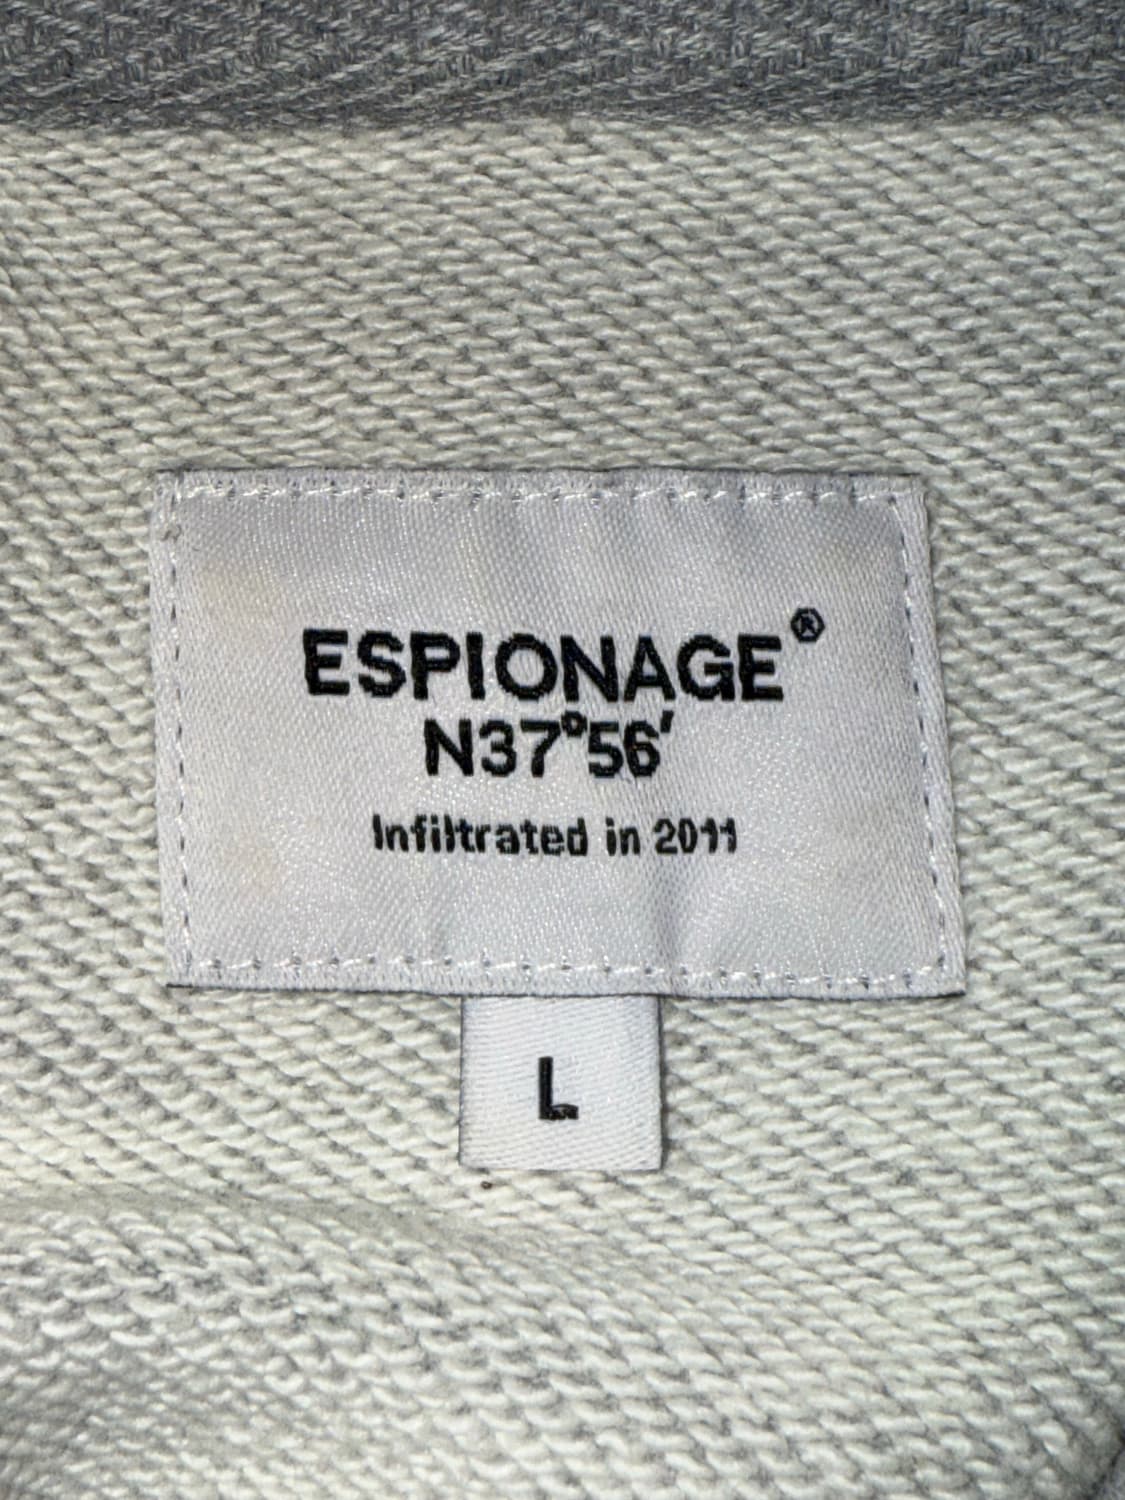 ESPIONAGE®
N37°56′
Infiltrated in 2011
L